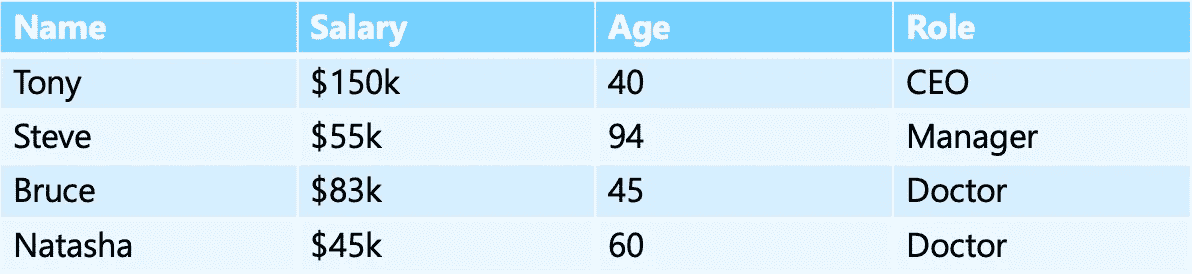 Name Salary Age Role
Tony $150k 40 CEO
Steve $55k 94 Manager
Bruce $83k 45 Doctor
Natasha $45k 60 Doctor